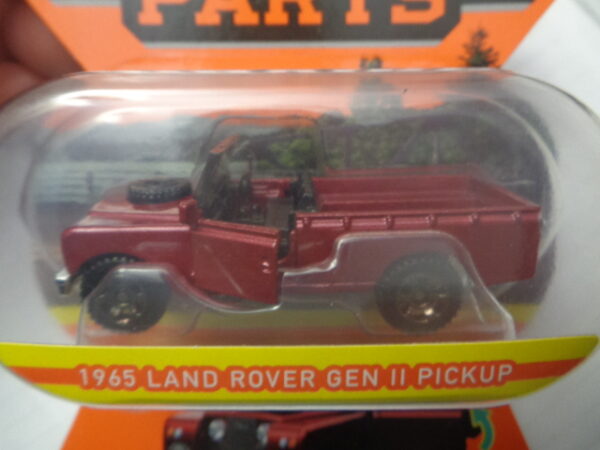 PARTS
1965 LAND ROVER GEN II PICKUP